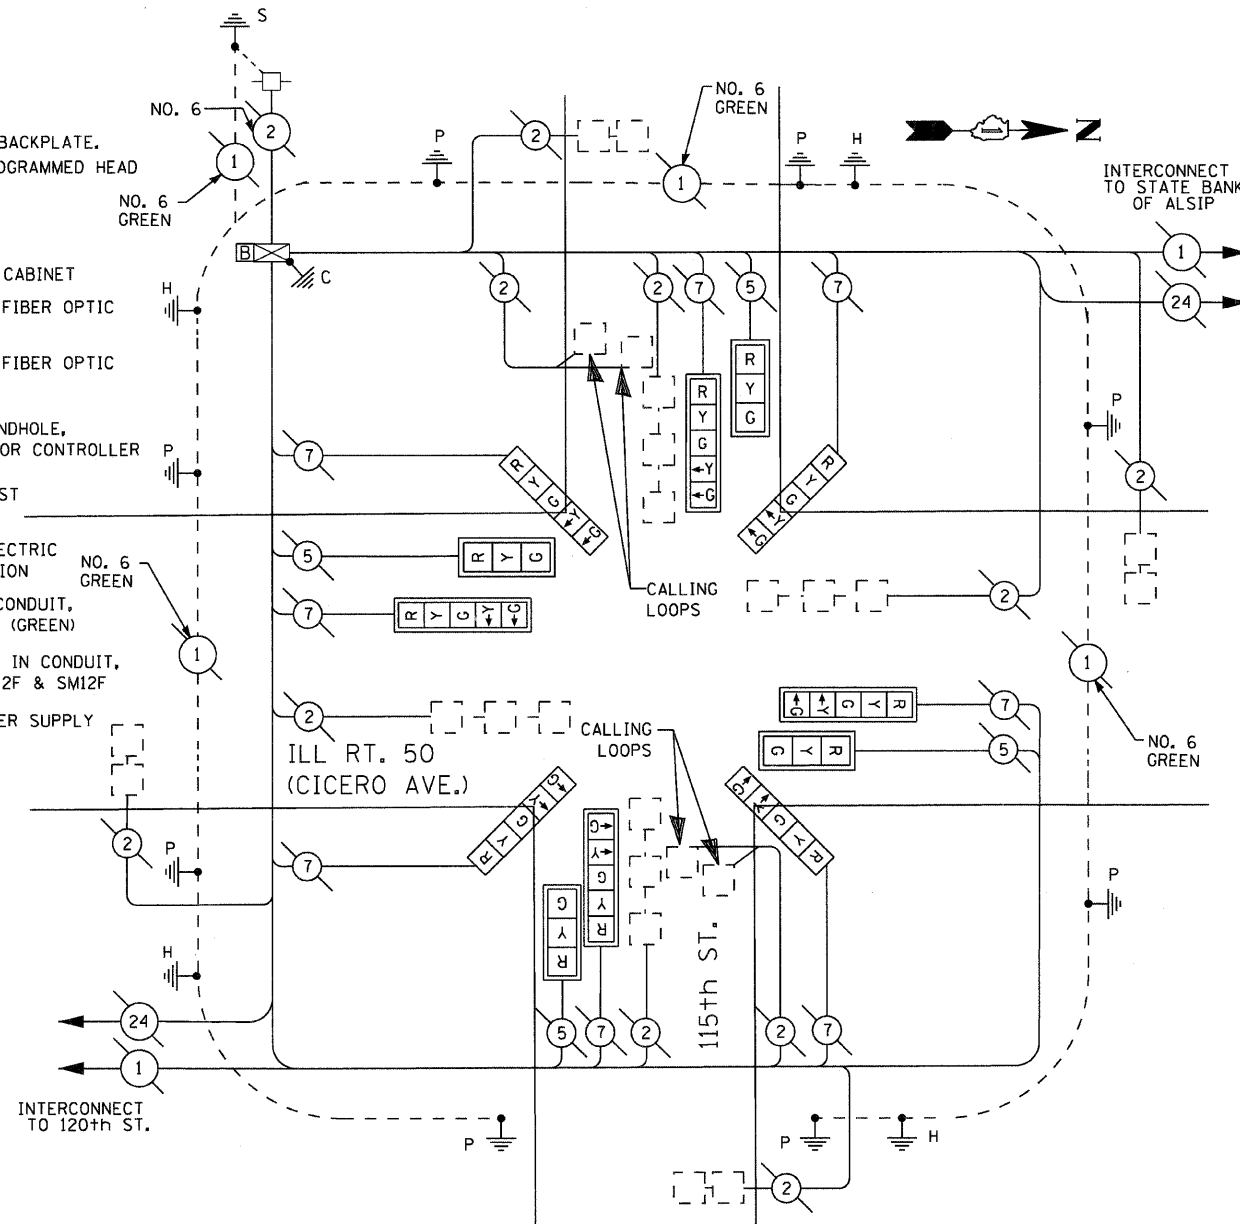 S
NO. 6
2
NO. 6
GREEN
BACKPLATE.
P
2
P
H
N
OGRAMMED HEAD
1
1
INTERCONNECT
TO STATE BANK
OF ALSIP
NO. 6
GREEN
B
C
1
CABINET
H
2
2
7
5
7
24
FIBER OPTIC
FIBER OPTIC
R Y G
R Y G Y G
P
NDHOLE,
OR CONTROLLER
P
7
R Y G Y G
R Y G Y G
2
ST
ECTRIC
ION
NO. 6
GREEN
5
R Y G
CALLING
LOOPS
2
CONDUIT,
(GREEN)
7
R Y G Y G
1
1
IN CONDUIT,
2F & SM12F
G Y G Y R
7
ER SUPPLY
2
CALLING
LOOPS
G Y R
5
NO. 6
GREEN
ILL RT. 50
(CICERO AVE.)
R Y G Y G
G Y G Y R
2
P
7
G Y G Y R
G Y R
P
115th ST.
H
24
5
7
2
2
7
1
INTERCONNECT
TO 120th ST.
P
P
H
2